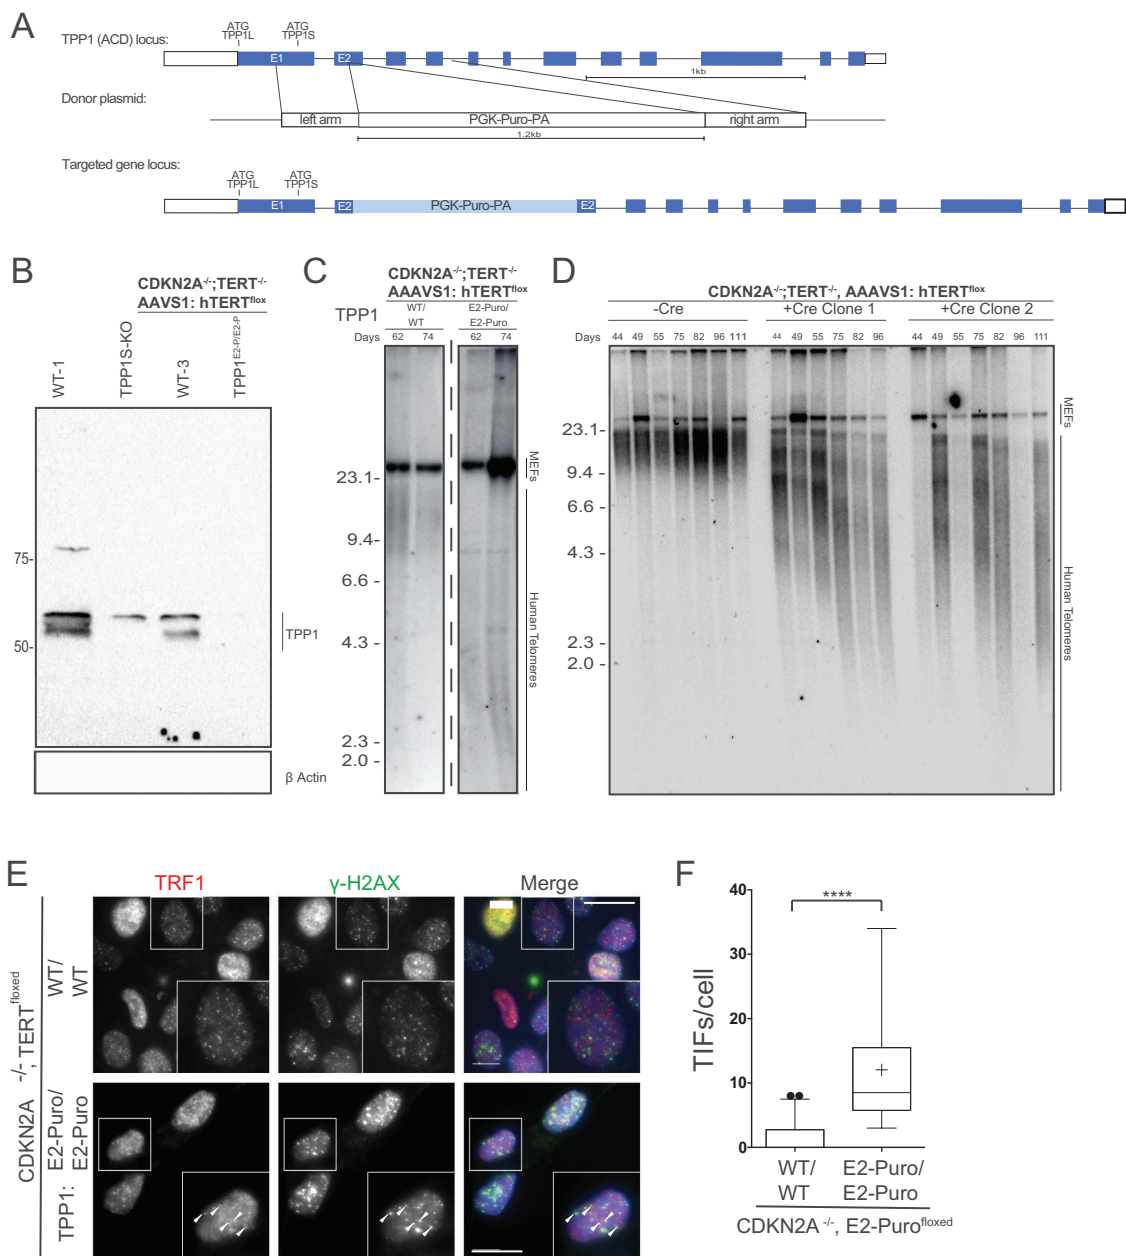 A
TPP1 (ACD) locus:
ATG
TPP1L
ATG
TPP1S
E1
E2
1kb
Donor plasmid:
left arm
PGK-Puro-PA
right arm
1.2kb
Targeted gene locus:
ATG
TPP1L
ATG
TPP1S
E1
E2
PGK-Puro-PA
E2
B
CDKN2A-/-;TERT-/-
AAVS1: hTERTflox
WT-1
TPP1S-KO
WT-3
TPP1E2-P/E2-P
75-
50-
TPP1
β Actin
C
CDKN2A-/-;TERT-/-
AAVS1: hTERTflox
TPP1
WT/
WT
E2-Puro/
E2-Puro
Days 62 74 62 74
23.1 -
9.4 -
6.6 -
4.3 -
2.3 -
2.0 -
MEFs
Human Telomeres
D
CDKN2A-/-;TERT-/-, AAVS1: hTERTflox
-Cre +Cre Clone 1 +Cre Clone 2
Days 44 49 55 75 82 96 111 44 49 55 75 82 96 44 49 55 75 82 96 111
23.1 -
9.4 -
6.6 -
4.3 -
2.3 -
2.0 -
MEFs
Human Telomeres
E
TRF1 γ-H2AX Merge
CDKN2A -/-, TERTfloxed
TPP1:
WT/
WT
E2-Puro/
E2-Puro
F
TIFs/cell
40
30
20
10
0
****
WT/
WT
E2-Puro/
E2-Puro
CDKN2A -/-, E2-Purofloxed